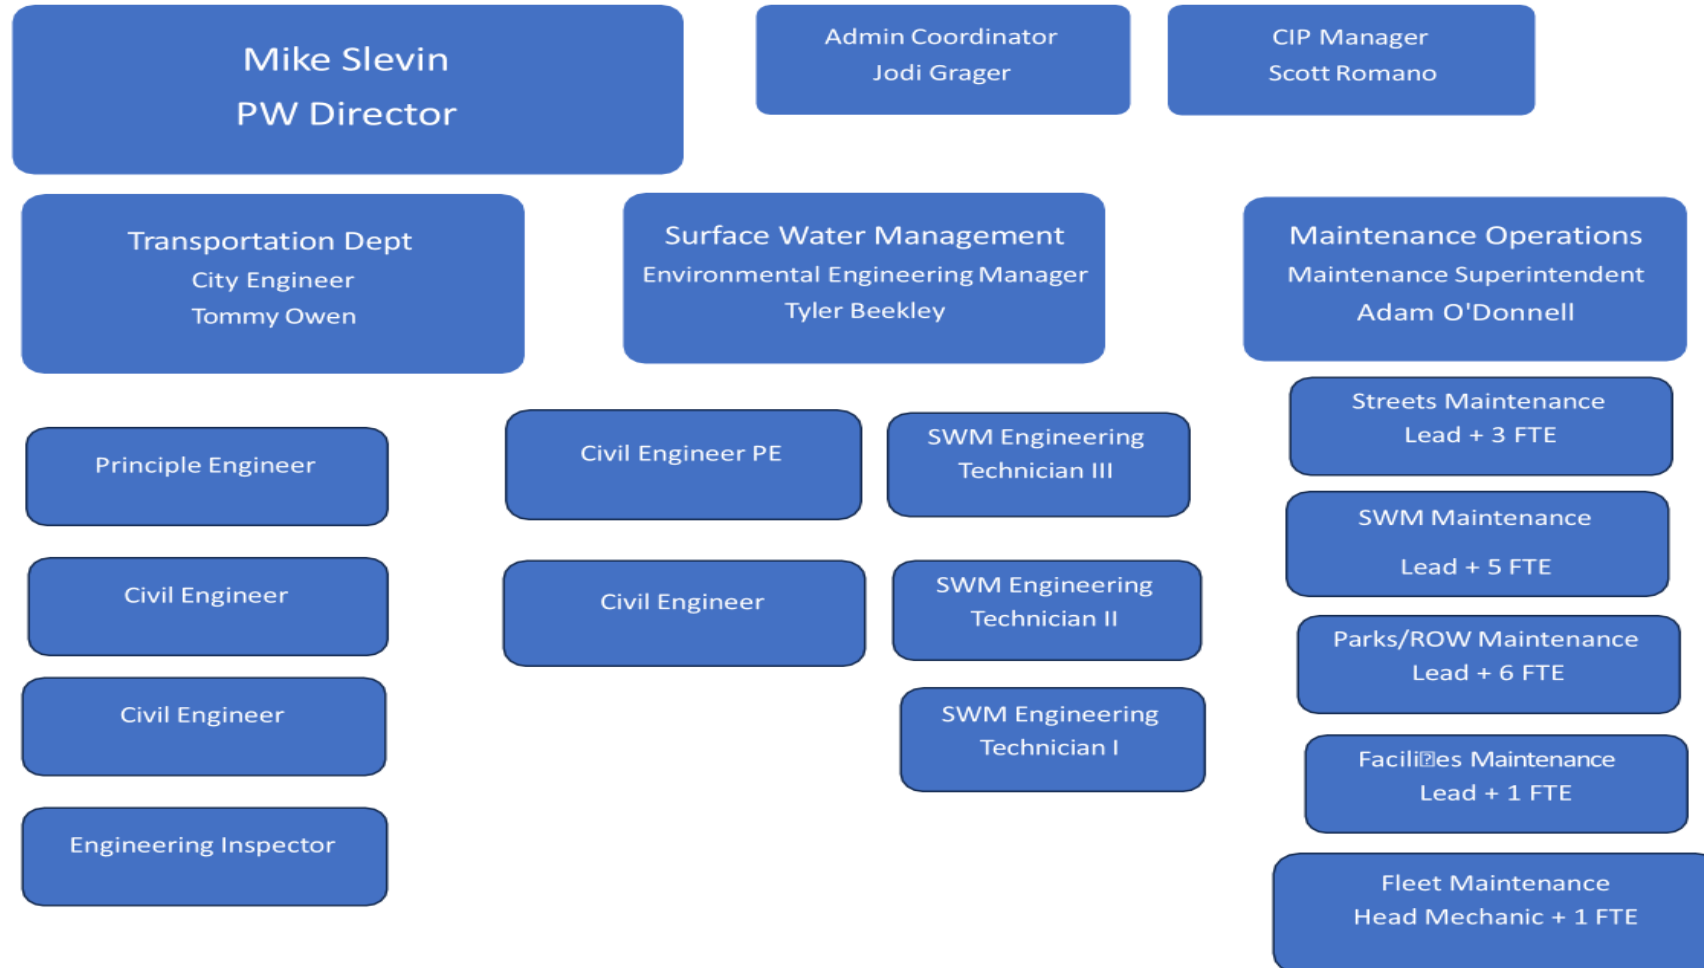 Mike Slevin
PW Director
Admin Coordinator
Jodi Grager
CIP Manager
Scott Romano
Transportation Dept
City Engineer
Tommy Owen
Surface Water Management
Environmental Engineering Manager
Tyler Beekley
Maintenance Operations
Maintenance Superintendent
Adam O'Donnell
Principle Engineer
Civil Engineer
Civil Engineer
Engineering Inspector
Civil Engineer PE
Civil Engineer
SWM Engineering
Technician III
SWM Engineering
Technician II
SWM Engineering
Technician I
Streets Maintenance
Lead + 3 FTE
SWM Maintenance
Lead + 5 FTE
Parks/ROW Maintenance
Lead + 6 FTE
Facili�es Maintenance
Lead + 1 FTE
Fleet Maintenance
Head Mechanic + 1 FTE